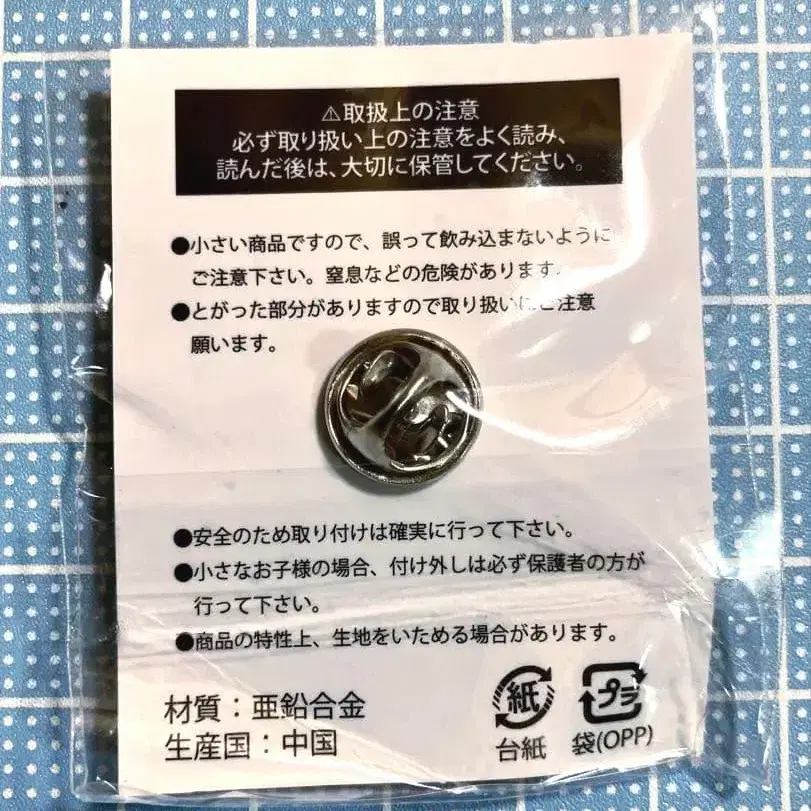 ⚠取扱上の注意
必ず取り扱い上の注意をよく読み、
読んだ後は、大切に保管してください。
●小さい商品ですので、誤って飲み込まないように
ご注意下さい。窒息などの危険があります。
●とがった部分がありますので取り扱いにご注意
願います。
●安全のため取り付けは確実に行って下さい。
●小さなお子様の場合、付け外しは必ず保護者の方が
行って下さい。
●商品の特性上、生地をいためる場合があります。
材質：亜鉛合金
生産国：中国
紙
台紙
プラ
袋(OPP)